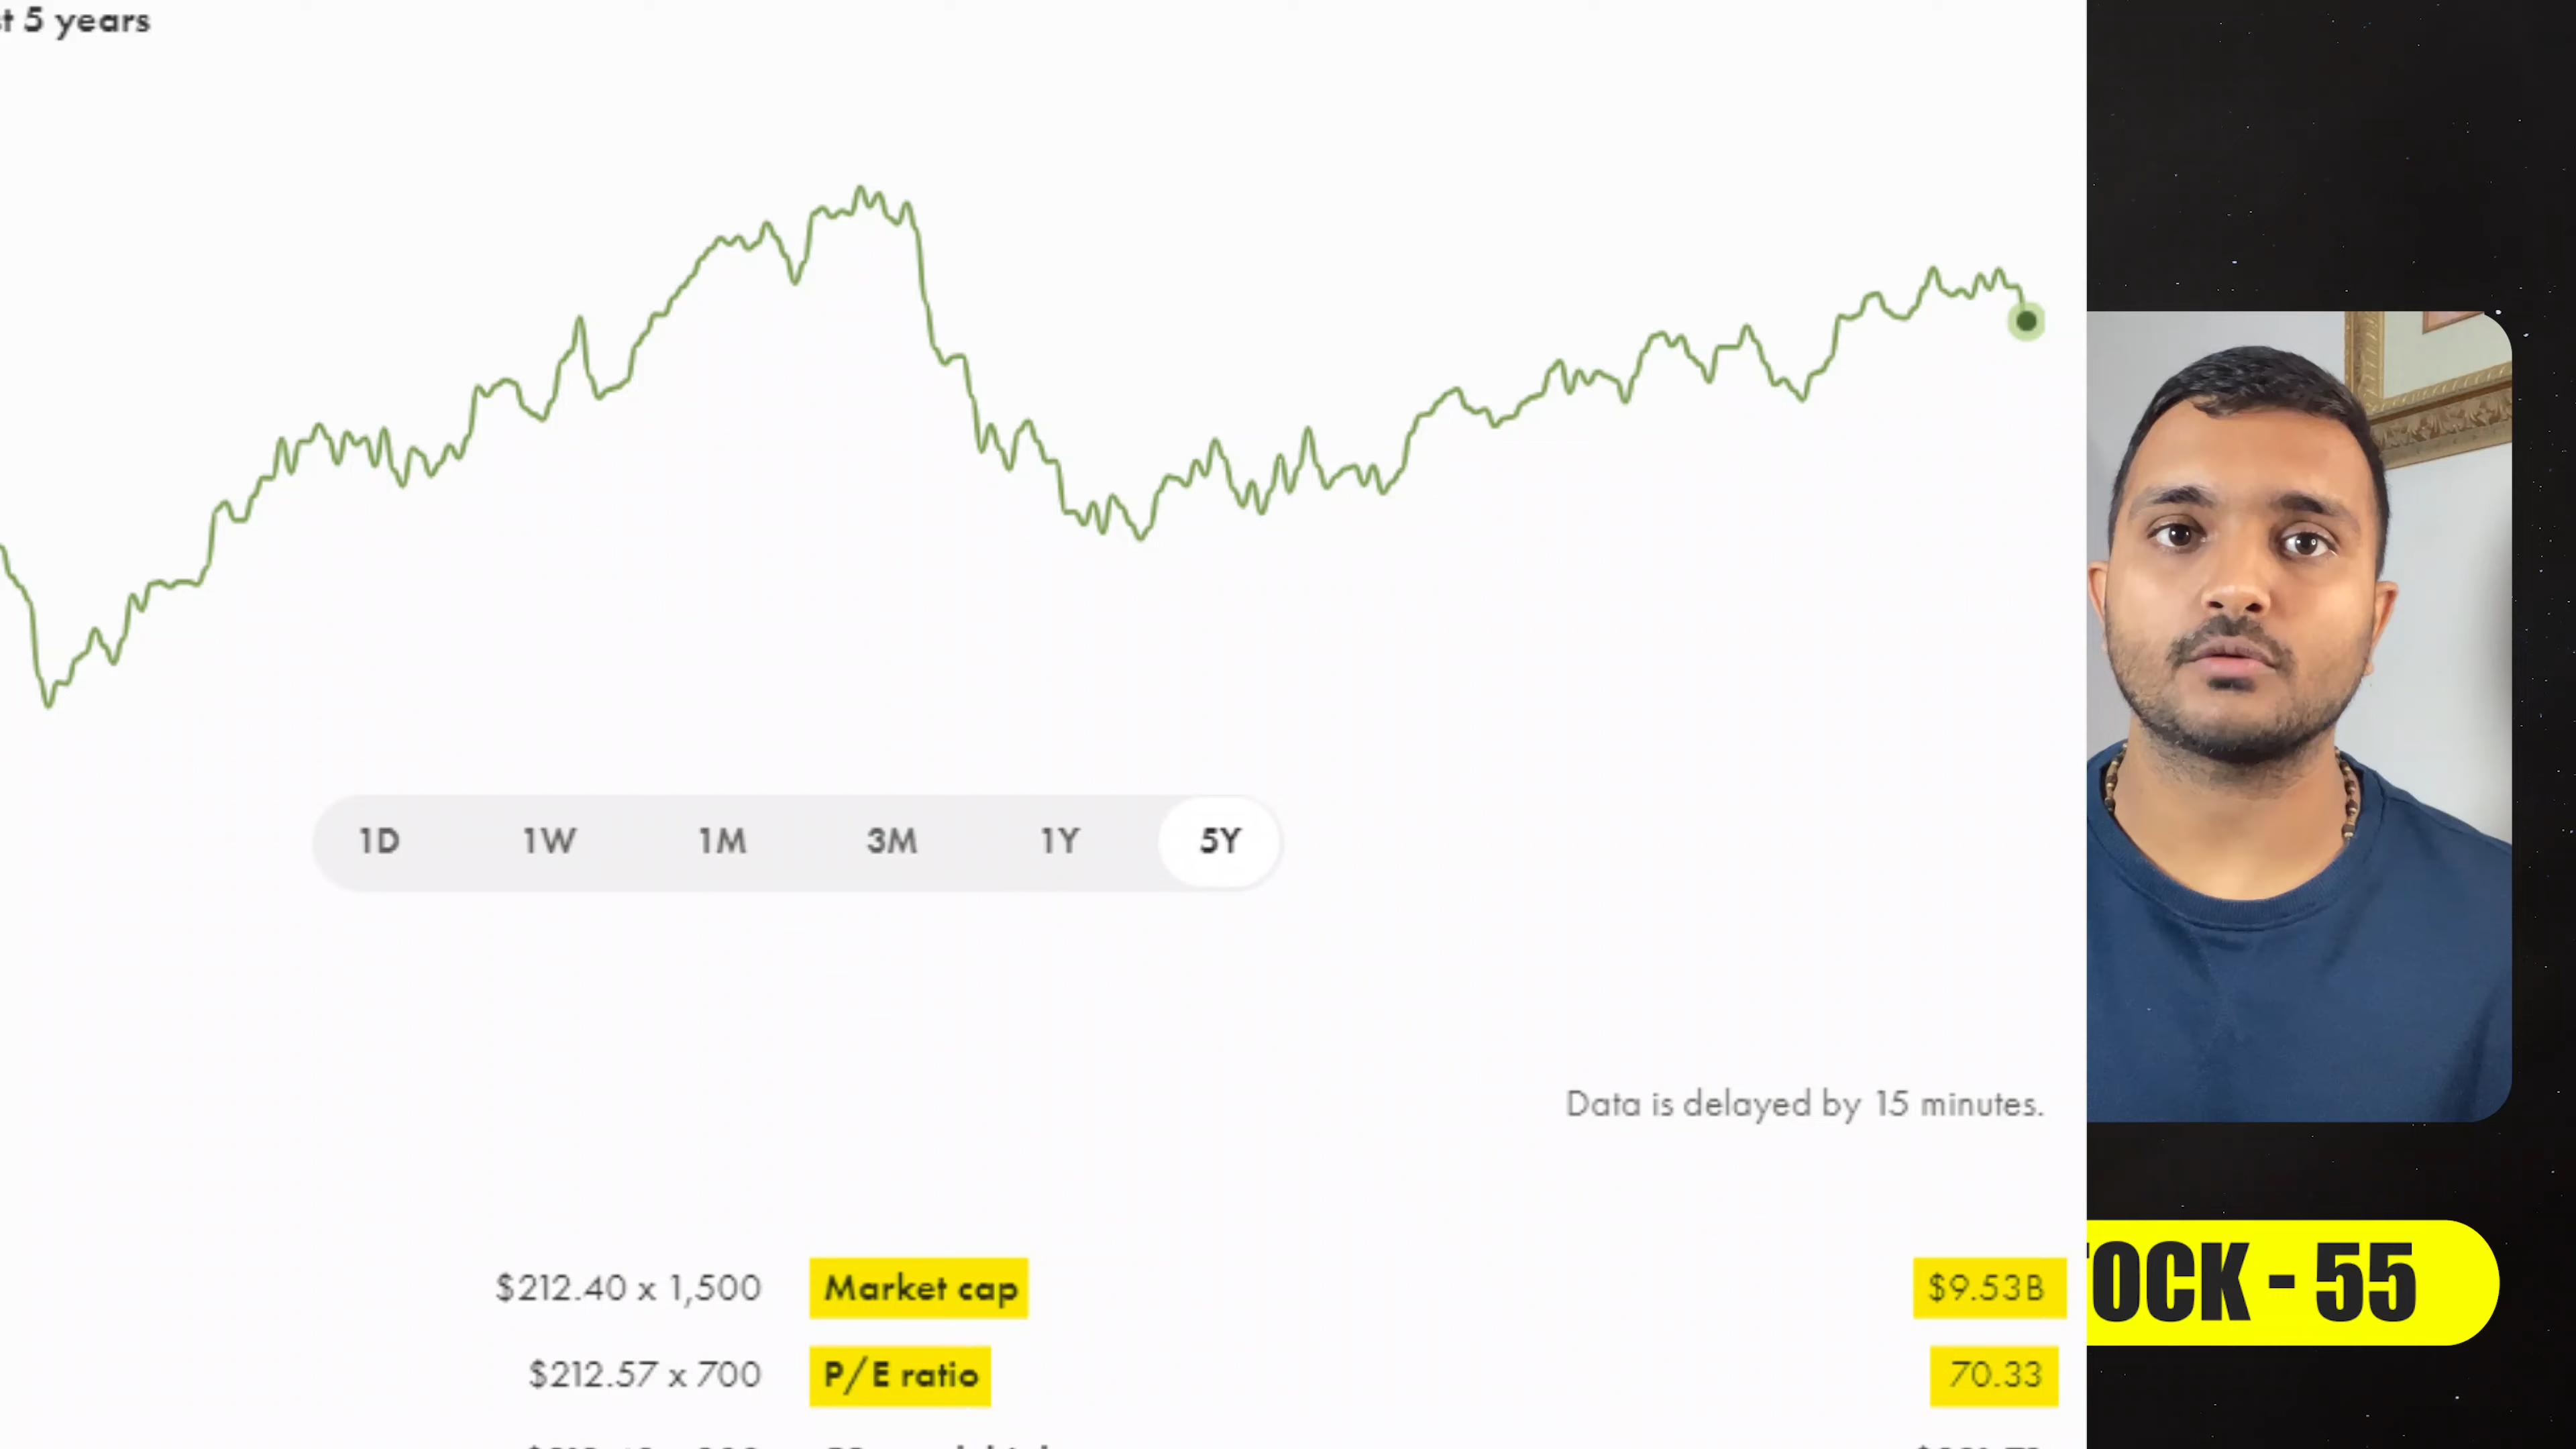 5 years
1D 1W 1M 3M 1Y 5Y
Data is delayed by 15 minutes.
$212.40 x 1,500 Market cap $9.53B
OCK - 55
$212.57 x 700 P/E ratio 70.33